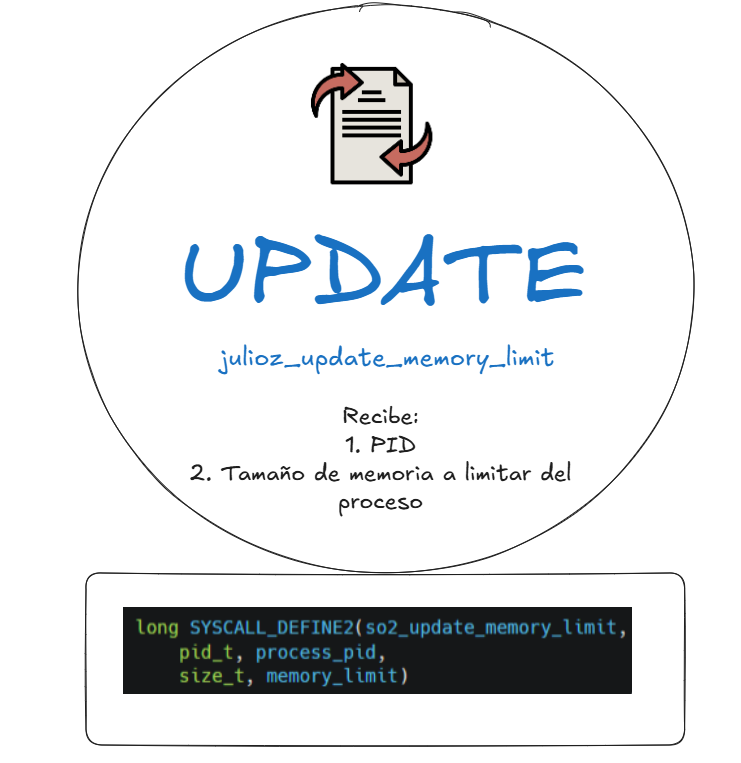 UPDATE
julioz_update_memory_limit
Recibe:
1. PID
2. Tamaño de memoria a limitar del
proceso
long SYSCALL_DEFINE2(so2_update_memory_limit,
pid_t, process_pid,
size_t, memory_limit)